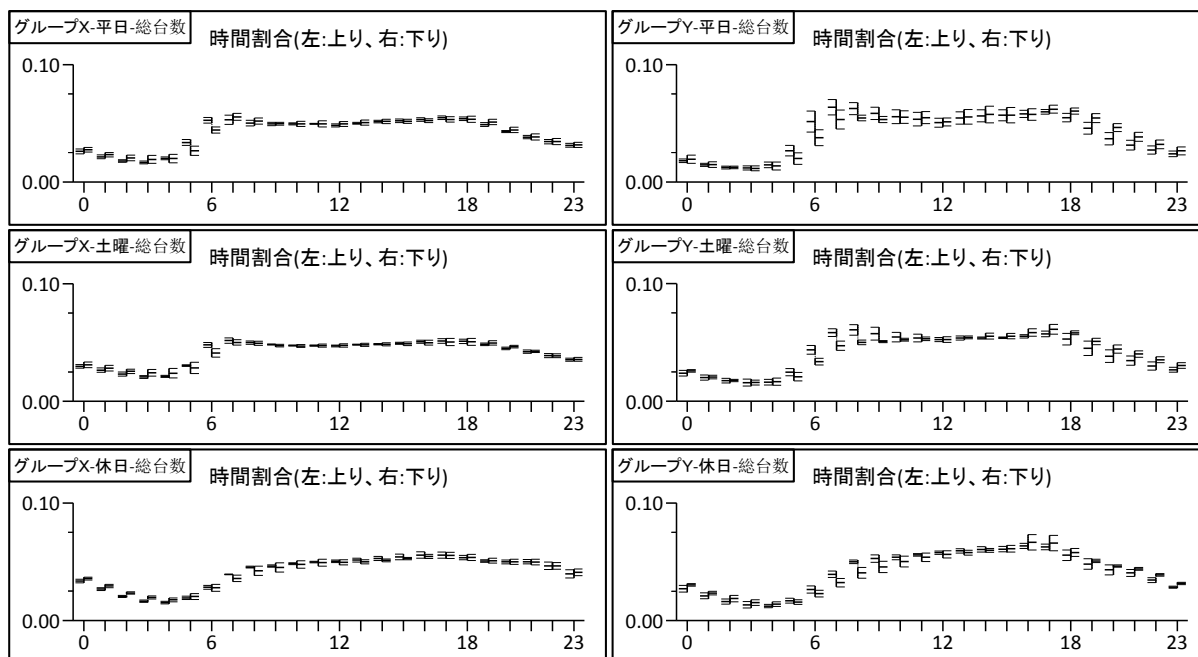 グループX-平日-総台数
時間割合(左:上り、右:下り)
0.10
0.00
0 6 12 18 23
グループY-平日-総台数
時間割合(左:上り、右:下り)
0.10
0.00
0 6 12 18 23
グループX-土曜-総台数
時間割合(左:上り、右:下り)
0.10
0.00
0 6 12 18 23
グループY-土曜-総台数
時間割合(左:上り、右:下り)
0.10
0.00
0 6 12 18 23
グループX-休日-総台数
時間割合(左:上り、右:下り)
0.10
0.00
0 6 12 18 23
グループY-休日-総台数
時間割合(左:上り、右:下り)
0.10
0.00
0 6 12 18 23